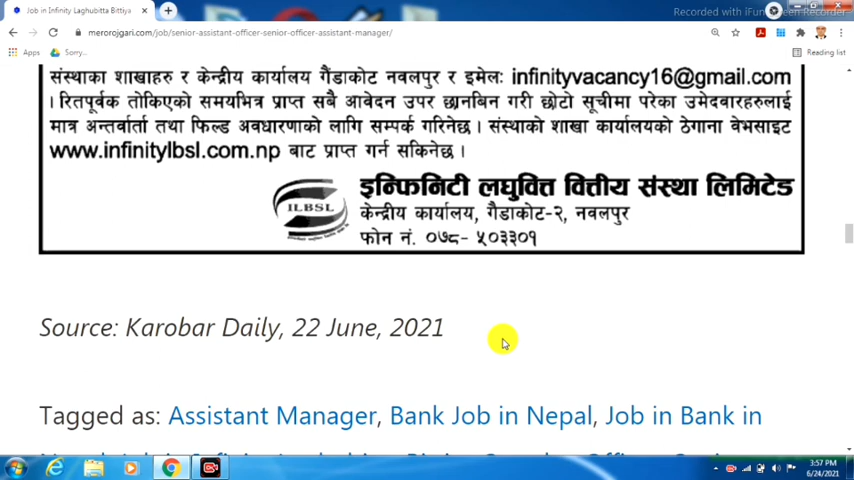 Job in Infinity Laghubitta Bittiya
Recorded with iFun Screen Recorder
merorojgari.com/job/senior-assistant-officer-senior-officer-assistant-manager/
Apps
Sorry...
Reading list
संस्थाका शाखाहरु र केन्द्रीय कार्यालय गैंडाकोट नवलपुर र इमेल: infinityvacancy16@gmail.com
। रितपूर्वक तोकिएको समयभित्र प्राप्त सबै आवेदन उपर छानबिन गरी छोटो सूचीमा परेका उमेदवारहरुलाई
मात्र अन्तर्वार्ता तथा फिल्ड अवधारणाको लागि सम्पर्क गरिनेछ । संस्थाको शाखा कार्यालयको ठेगाना वेभसाइट
www.infinitylbsl.com.np बाट प्राप्त गर्न सकिनेछ ।
ILBSL
इन्फिनिटी लघुवित्त वित्तीय संस्था लिमिटेड
केन्द्रीय कार्यालय, गैंडाकोट-२, नवलपुर
फोन नं. ०७८- ५०३३०१
Source: Karobar Daily, 22 June, 2021
Tagged as: Assistant Manager, Bank Job in Nepal, Job in Bank in
3:57 PM
6/24/2021